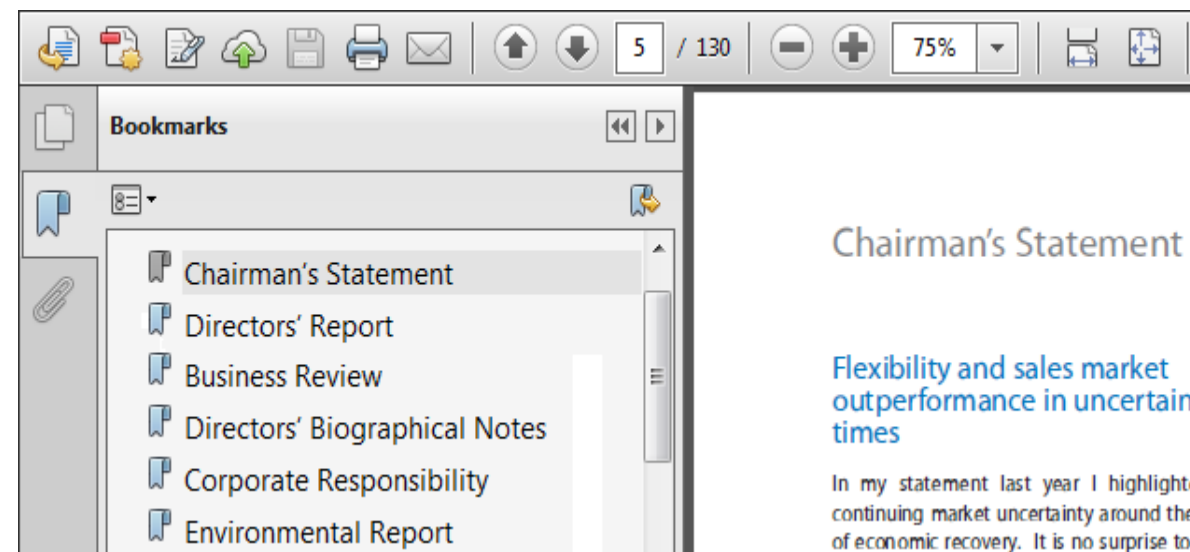 5 / 130 75%
Bookmarks
Chairman's Statement
Directors' Report
Business Review
Directors' Biographical Notes
Corporate Responsibility
Environmental Report
Chairman's Statement
Flexibility and sales market
outperformance in uncertain
times
In my statement last year I highlighte
continuing market uncertainty around the
of economic recovery. It is no surprise to